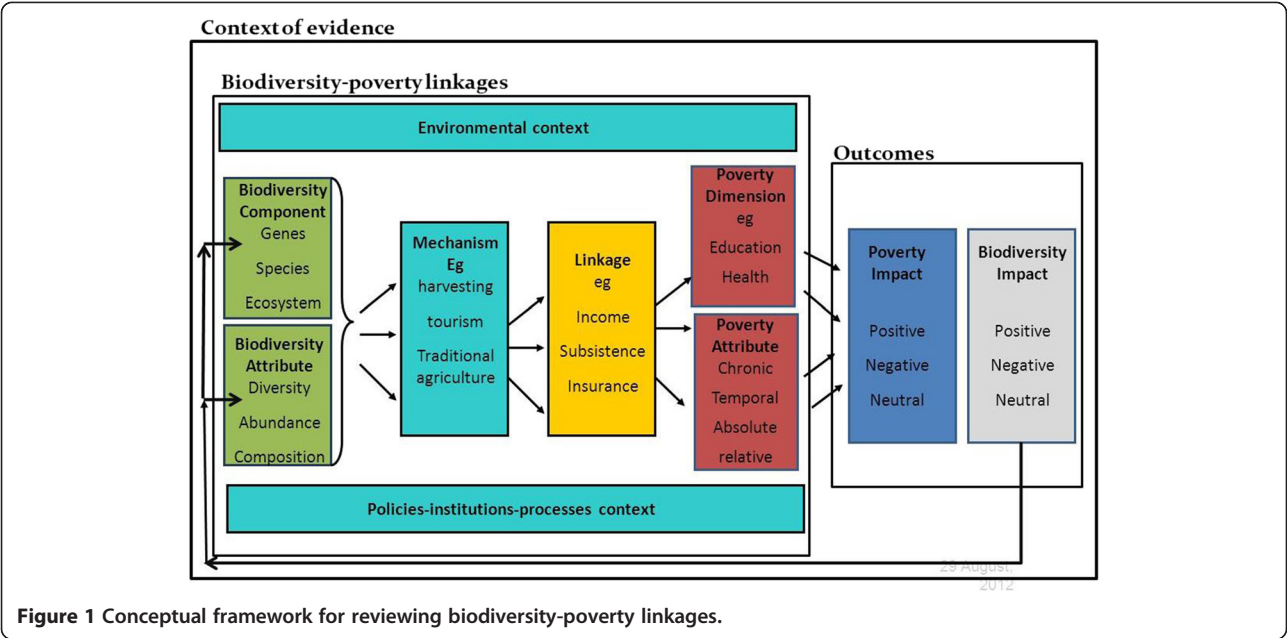 Context of evidence
Biodiversity-poverty linkages
Environmental context
Biodiversity
Component
Genes
Species
Ecosystem
Biodiversity
Attribute
Diversity
Abundance
Composition
Mechanism
Eg
harvesting
tourism
Traditional
agriculture
Linkage
eg
Income
Subsistence
Insurance
Poverty
Dimension
eg
Education
Health
Poverty
Attribute
Chronic
Temporal
Absolute
relative
Policies-institutions-processes context
Outcomes
Poverty
Impact
Positive
Negative
Neutral
Biodiversity
Impact
Positive
Negative
Neutral
29 August,
2012
Figure 1 Conceptual framework for reviewing biodiversity-poverty linkages.